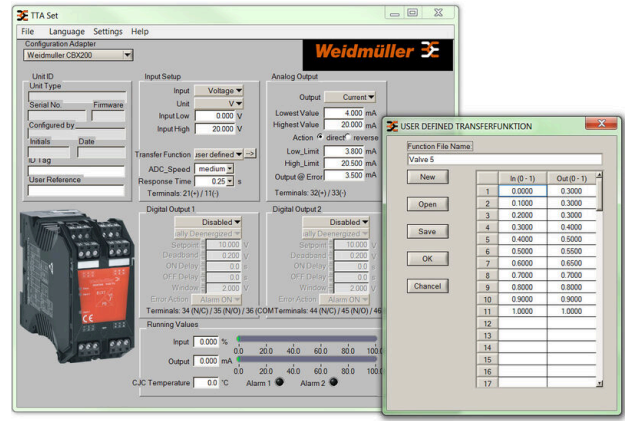 TTA Set
File Language Settings Help
Configuration Adapter
Weidmuller CBX200
Weidmüller
Unit ID
Unit Type
Serial No. Firmware
Configured by
Initials Date
ID Tag
User Reference
Input Setup
Input Voltage
Unit V
Input Low 0.000 V
Input High 20.000 V
Transfer Function user defined ->
ADC_Speed medium
Response Time 0.25 s
Terminals: 21(+) / 11(-)
Analog Output
Output Current
Lowest Value 4.000 mA
Highest Value 20.000 mA
Action direct reverse
Low_Limit 3.800 mA
High_Limit 20.500 mA
Output @ Error 3.500 mA
Terminals: 32(+) / 33(-)
Digital Output 1
Disabled
ally Deenergized
Setpoint 10.000 V
Deadband 0.200 V
ON Delay 0.0 s
OFF Delay 0.0 s
Window 2.000 V
Error Action Alarm ON
Terminals: 34 (N/C) / 35 (N/O) / 36 (COM
Digital Output 2
Disabled
ally Deenergized
Setpoint 10.000 V
Deadband 0.200 V
ON Delay 0.0 s
OFF Delay 0.0 s
Window 2.000 V
Error Action Alarm ON
Terminals: 44 (N/C) / 45 (N/O) / 46
Running Values
Input 0.000 %
0.0 20.0 40.0 60.0 80.0 100.0
Output 0.000 mA
0.0 20.0 40.0 60.0 80.0 100.0
CJC Temperature 0.0 °C Alarm 1 Alarm 2
USER DEFINED TRANSFERFUNKTION
Function File Name
Valve 5
New
Open
Save
OK
Chancel
In (0 - 1) Out (0 - 1)
1 0.0000 0.3000
2 0.1000 0.3000
3 0.2000 0.3000
4 0.3000 0.4000
5 0.4000 0.5000
6 0.5000 0.5500
7 0.6000 0.6500
8 0.7000 0.7000
9 0.8000 0.8000
10 0.9000 0.9000
11 1.0000 1.0000
12
13
14
15
16
17
CE